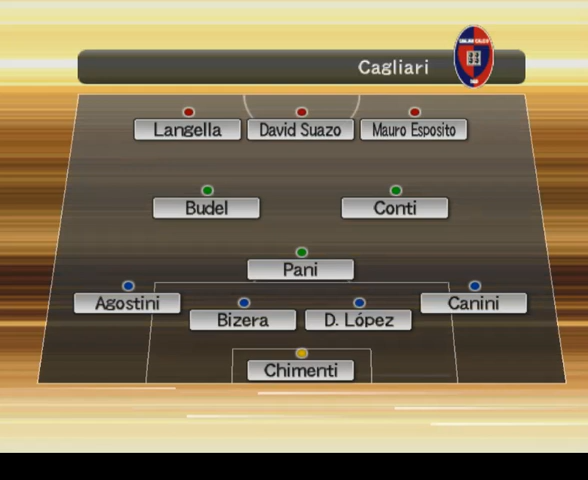 Cagliari
Langella
David Suazo
Mauro Esposito
Budel
Conti
Pani
Agostini
Canini
Bizera
D. López
Chimenti